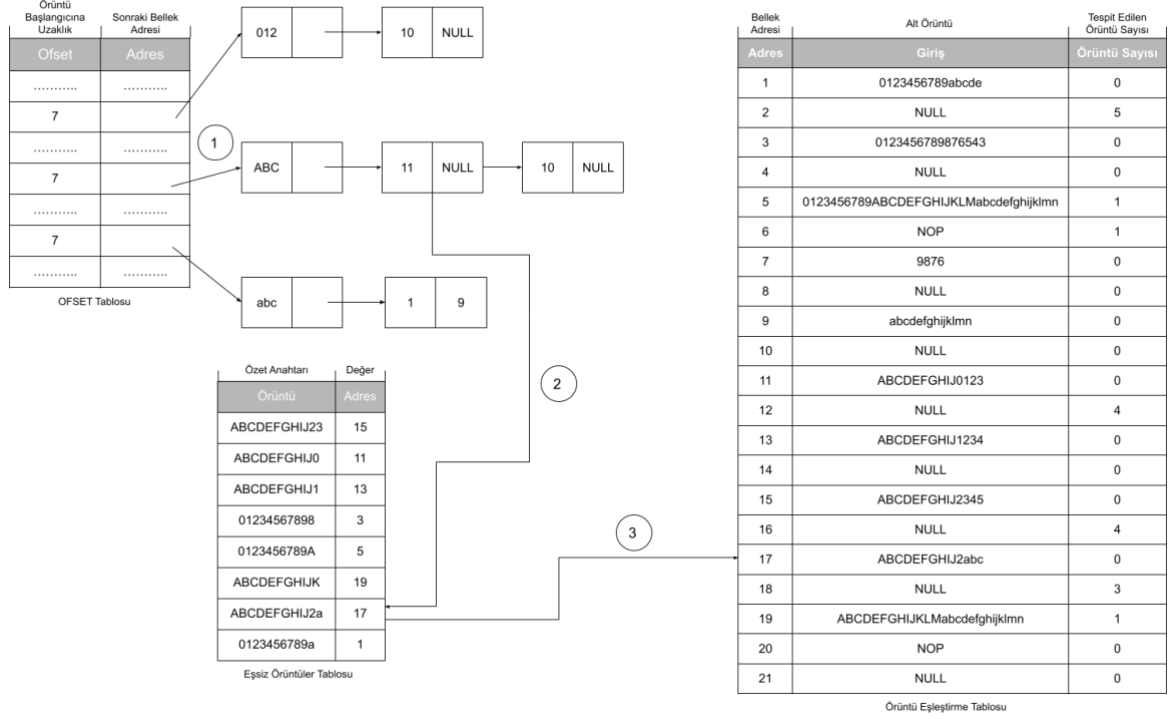 Örüntü
Başlangıcına
Uzaklık
Sonraki Bellek
Adresi
Ofset Adres
……….. ………..
7
……….. ………..
7
……….. ………..
7
……….. ………..
OFSET Tablosu
012
10 NULL
1
ABC
11 NULL
10 NULL
abc
1 9
2
Özet Anahtarı Değer
Örüntü Adres
ABCDEFGHIJ23 15
ABCDEFGHIJ0 11
ABCDEFGHIJ1 13
01234567898 3
0123456789A 5
ABCDEFGHIJK 19
ABCDEFGHIJ2a 17
0123456789a 1
Eşsiz Örüntüler Tablosu
3
Bellek
Adresi
Alt Örüntü
Tespit Edilen
Örüntü Sayısı
Adres Giriş Örüntü Sayısı
1 0123456789abcde 0
2 NULL 5
3 0123456789876543 0
4 NULL 0
5 0123456789ABCDEFGHIJKLMabcdefghijklmn 1
6 NOP 1
7 9876 0
8 NULL 0
9 abcdefghijklmn 0
10 NULL 0
11 ABCDEFGHIJ0123 0
12 NULL 4
13 ABCDEFGHIJ1234 0
14 NULL 0
15 ABCDEFGHIJ2345 0
16 NULL 4
17 ABCDEFGHIJ2abc 0
18 NULL 3
19 ABCDEFGHIJKLMabcdefghijklmn 1
20 NOP 0
21 NULL 0
Örüntü Eşleştirme Tablosu